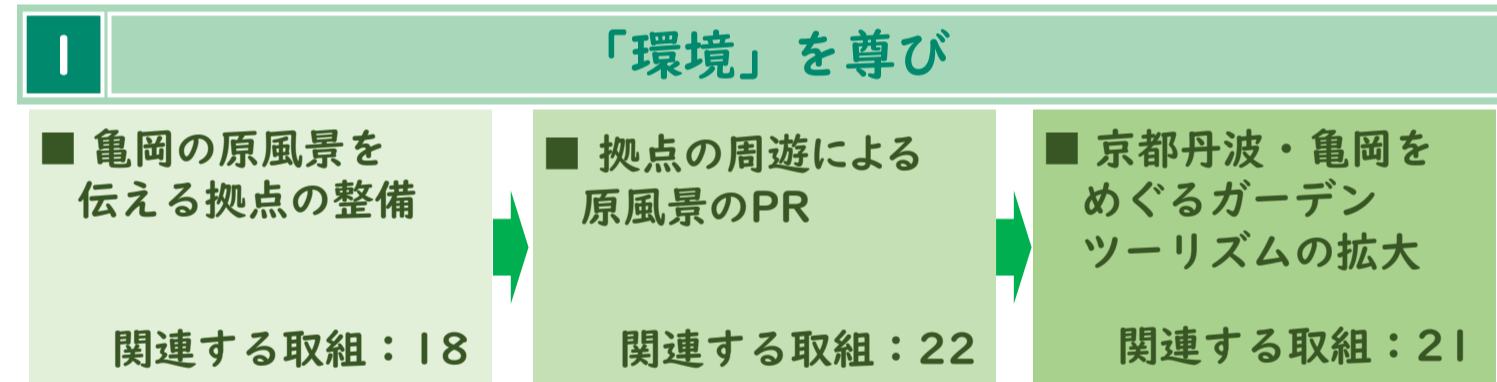 1
「環境」を尊び
■ 亀岡の原風景を
伝える拠点の整備
関連する取組：18
■ 拠点の周遊による
原風景のPR
関連する取組：22
■ 京都丹波・亀岡を
めぐるガーデン
ツーリズムの拡大
関連する取組：21